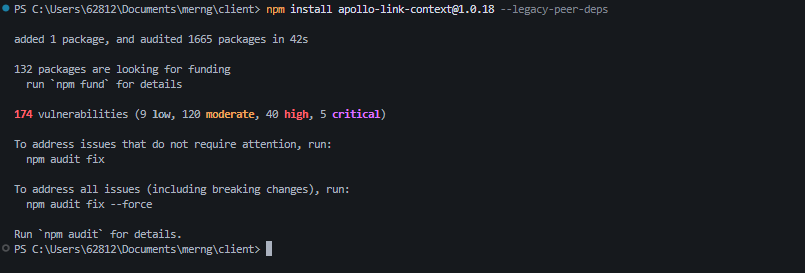 PS C:\Users\62812\Documents\merng\client> npm install apollo-link-context@1.0.18 --legacy-peer-deps
added 1 package, and audited 1665 packages in 42s
132 packages are looking for funding
  run `npm fund` for details
174 vulnerabilities (9 low, 120 moderate, 40 high, 5 critical)
To address issues that do not require attention, run:
  npm audit fix
To address all issues (including breaking changes), run:
  npm audit fix --force
Run `npm audit` for details.
PS C:\Users\62812\Documents\merng\client>